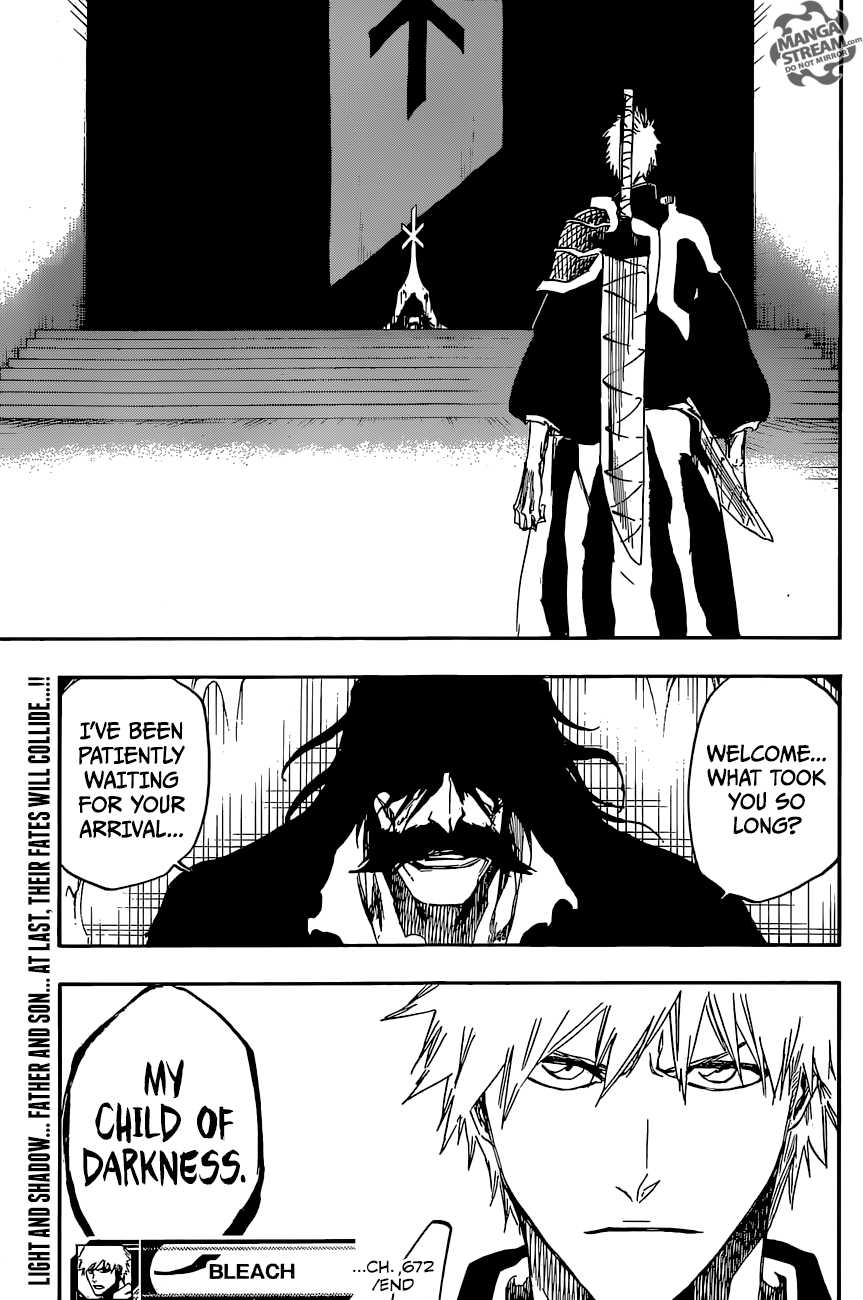 MANGA
STREAM.com
DO NOT MIRROR
WELCOME...
WHAT TOOK
YOU SO
LONG?
I'VE BEEN
PATIENTLY
WAITING
FOR YOUR
ARRIVAL...
MY
CHILD OF
DARKNESS.
LIGHT AND SHADOW... FATHER AND SON... AT LAST, THEIR FATES WILL COLLIDE...!!
BLEACH
...CH. 672
/END